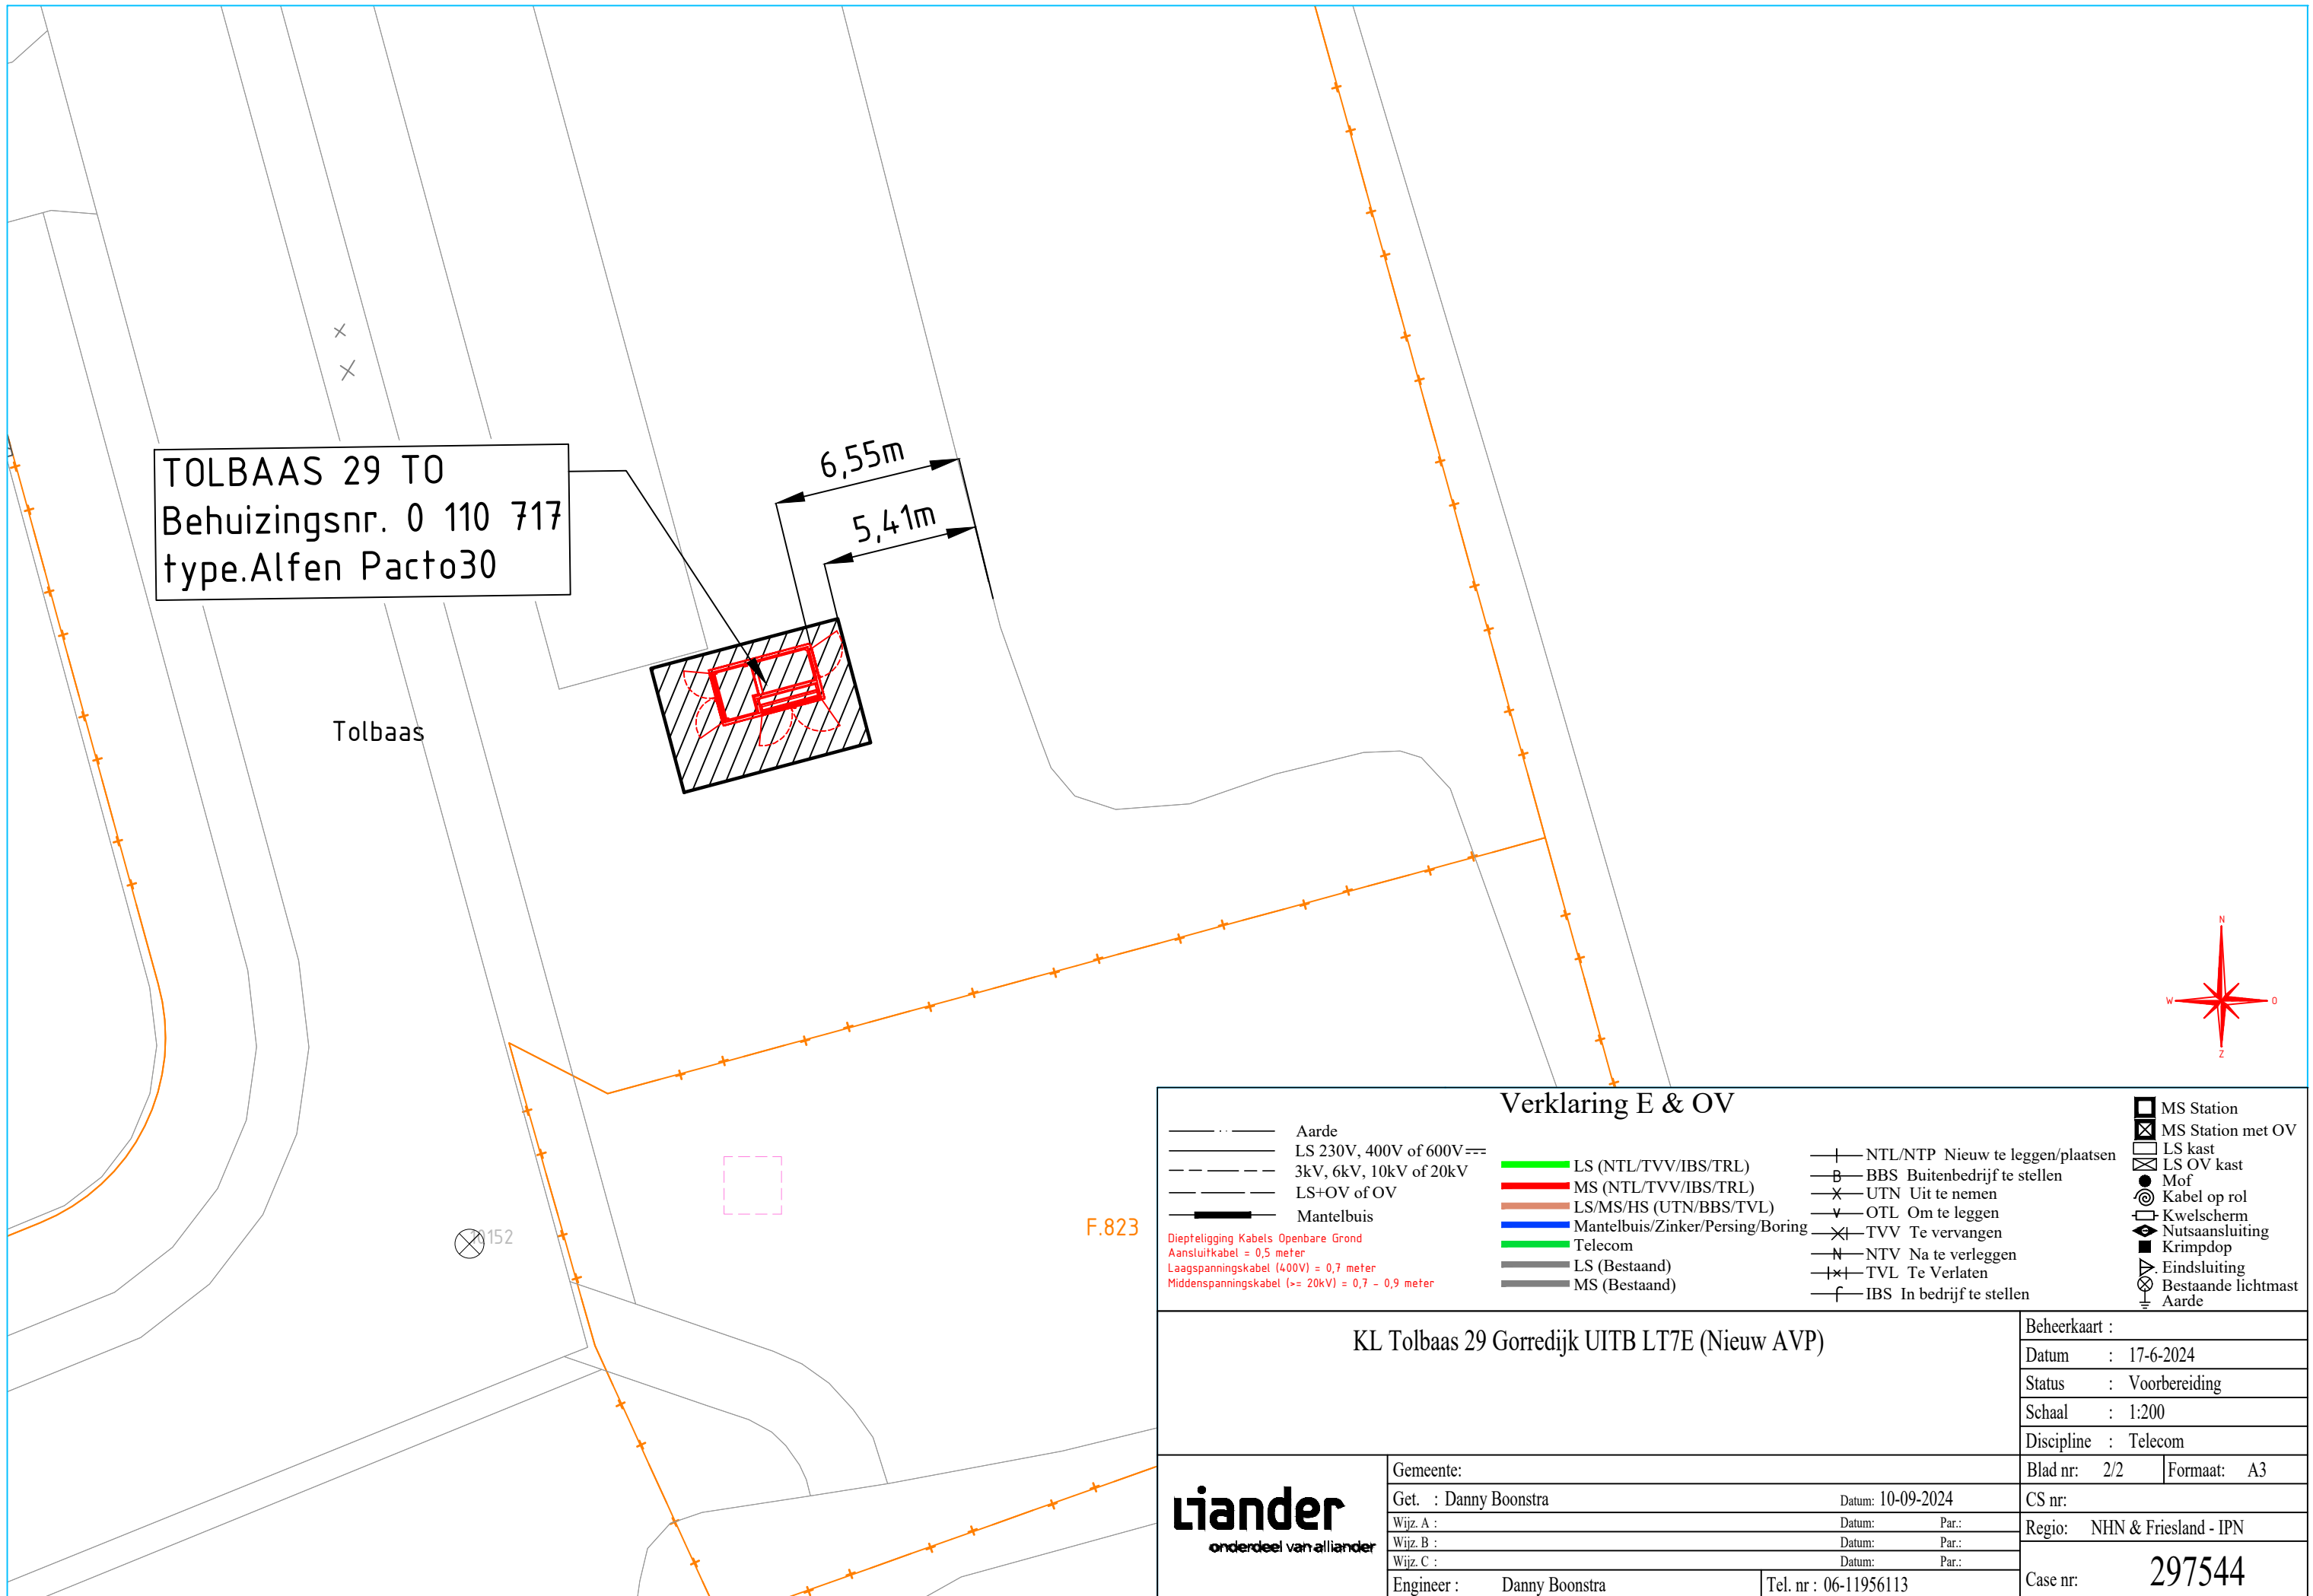 6,55m
5,41m
TOLBAAS 29 TO
Behuizingsnr. 0 110 717
type.Alfen Pacto30
Tolbaas
10152
F.823
N
W
O
Z
Verklaring E & OV
Aarde
LS 230V, 400V of 600V
3kV, 6kV, 10kV of 20kV
LS+OV of OV
Mantelbuis
Diepteligging Kabels Openbare Grond
Aansluitkabel = 0,5 meter
Laagspanningskabel (400V) = 0,7 meter
Middenspanningskabel (>= 20kV) = 0,7 - 0,9 meter
LS (NTL/TVV/IBS/TRL)
MS (NTL/TVV/IBS/TRL)
LS/MS/HS (UTN/BBS/TVL)
Mantelbuis/Zinker/Persing/Boring
Telecom
LS (Bestaand)
MS (Bestaand)
NTL/NTP Nieuw te leggen/plaatsen
B BBS Buitenbedrijf te stellen
UTN Uit te nemen
OTL Om te leggen
TVV Te vervangen
N NTV Na te verleggen
TVL Te Verlaten
IBS In bedrijf te stellen
MS Station
MS Station met OV
LS kast
LS OV kast
Mof
Kabel op rol
Kwelscherm
Nutsaansluiting
Krimpdop
Eindsluiting
Bestaande lichtmast
Aarde
KL Tolbaas 29 Gorredijk UITB LT7E (Nieuw AVP)
Beheerkaart :
Datum : 17-6-2024
Status : Voorbereiding
Schaal : 1:200
Discipline : Telecom
Blad nr: 2/2 Formaat: A3
CS nr:
Regio: NHN & Friesland - IPN
Case nr: 297544
Liander
onderdeel van alliander
Gemeente:
Get. : Danny Boonstra Datum: 10-09-2024
Wijz. A : Datum: Par.:
Wijz. B : Datum: Par.:
Wijz. C : Datum: Par.:
Engineer : Danny Boonstra Tel. nr : 06-11956113